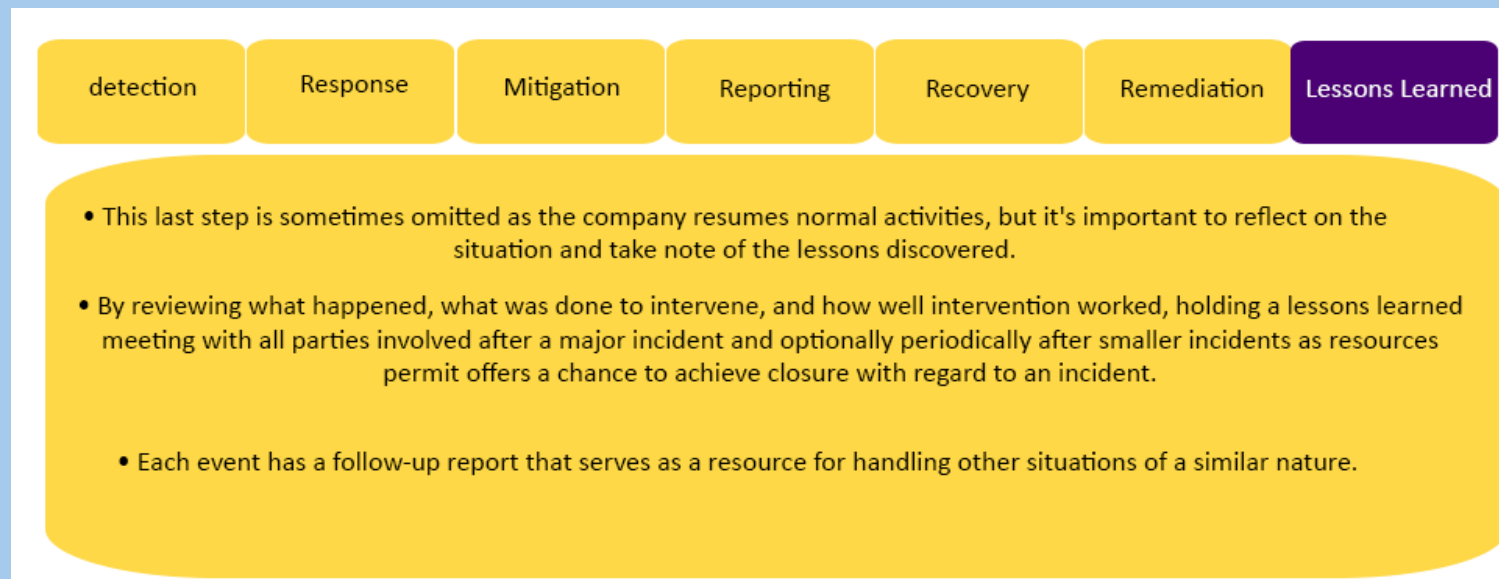 detection
Response
Mitigation
Reporting
Recovery
Remediation
Lessons Learned
• This last step is sometimes omitted as the company resumes normal activities, but it's important to reflect on the
situation and take note of the lessons discovered.
• By reviewing what happened, what was done to intervene, and how well intervention worked, holding a lessons learned
meeting with all parties involved after a major incident and optionally periodically after smaller incidents as resources
permit offers a chance to achieve closure with regard to an incident.
• Each event has a follow-up report that serves as a resource for handling other situations of a similar nature.